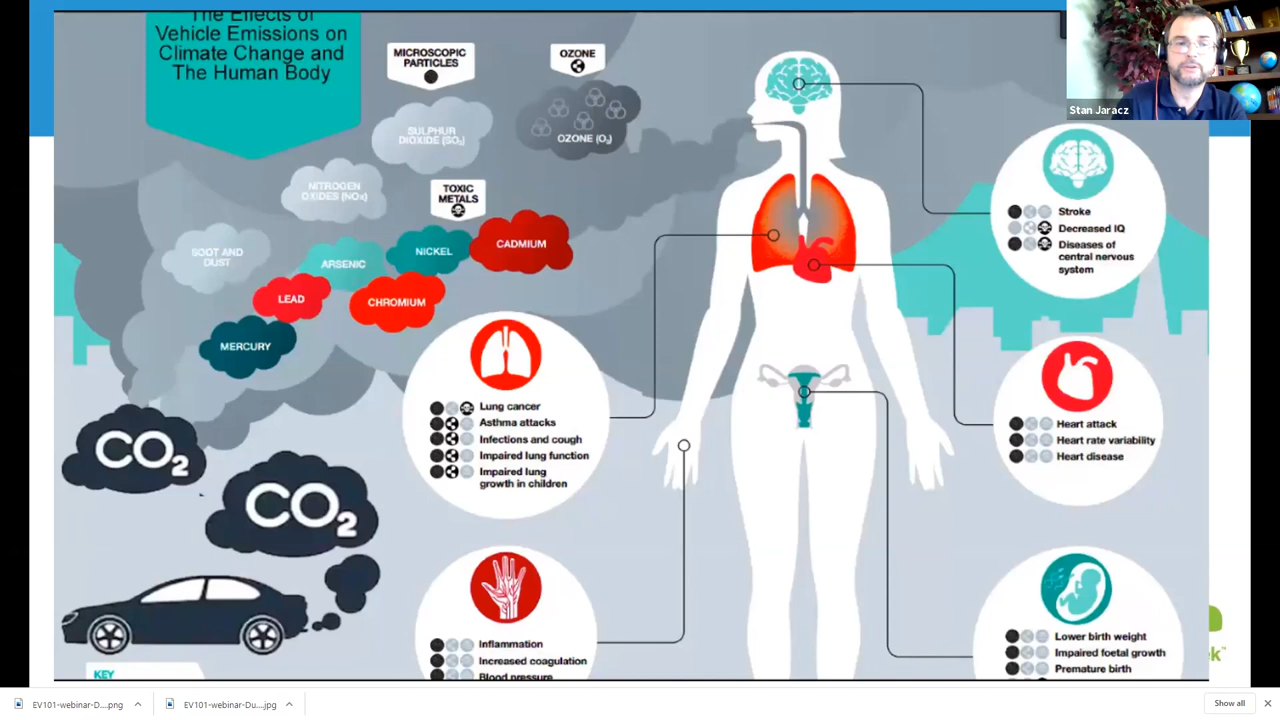 The Effects of
Vehicle Emissions on
Climate Change and
The Human Body
MICROSCOPIC
PARTICLES
OZONE
SULPHUR
DIOXIDE (SO₂)
OZONE (O₃)
NITROGEN
OXIDES (NOx)
TOXIC
METALS
SOOT AND
DUST
ARSENIC
NICKEL
CADMIUM
LEAD
CHROMIUM
MERCURY
CO₂
CO₂
KEY
Lung cancer
Asthma attacks
Infections and cough
Impaired lung function
Impaired lung
growth in children
Inflammation
Increased coagulation
Blood pressure
Stan Jaracz
Stroke
Decreased IQ
Diseases of
central nervous
system
Heart attack
Heart rate variability
Heart disease
Lower birth weight
Impaired foetal growth
Premature birth
EV101-webinar-D....png
EV101-webinar-Du....jpg
Show all